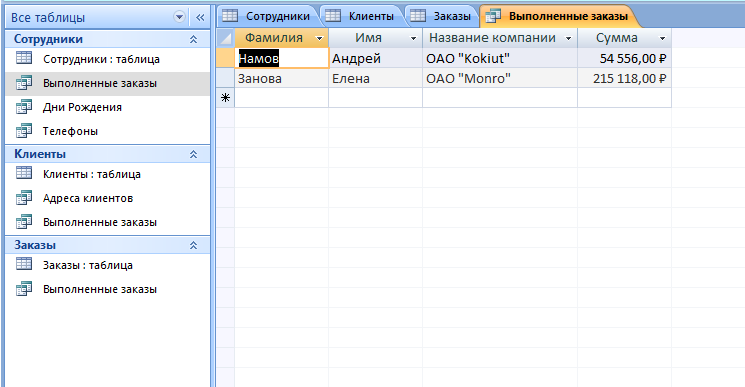 Все таблицы
Сотрудники
Сотрудники : таблица
Выполненные заказы
Дни Рождения
Телефоны
Клиенты
Клиенты : таблица
Адреса клиентов
Выполненные заказы
Заказы
Заказы : таблица
Выполненные заказы
Сотрудники Клиенты Заказы Выполненные заказы
Фамилия Имя Название компании Сумма
Намов Андрей ОАО "Kokiut" 54 556,00 ₽
Занова Елена ОАО "Monro" 215 118,00 ₽